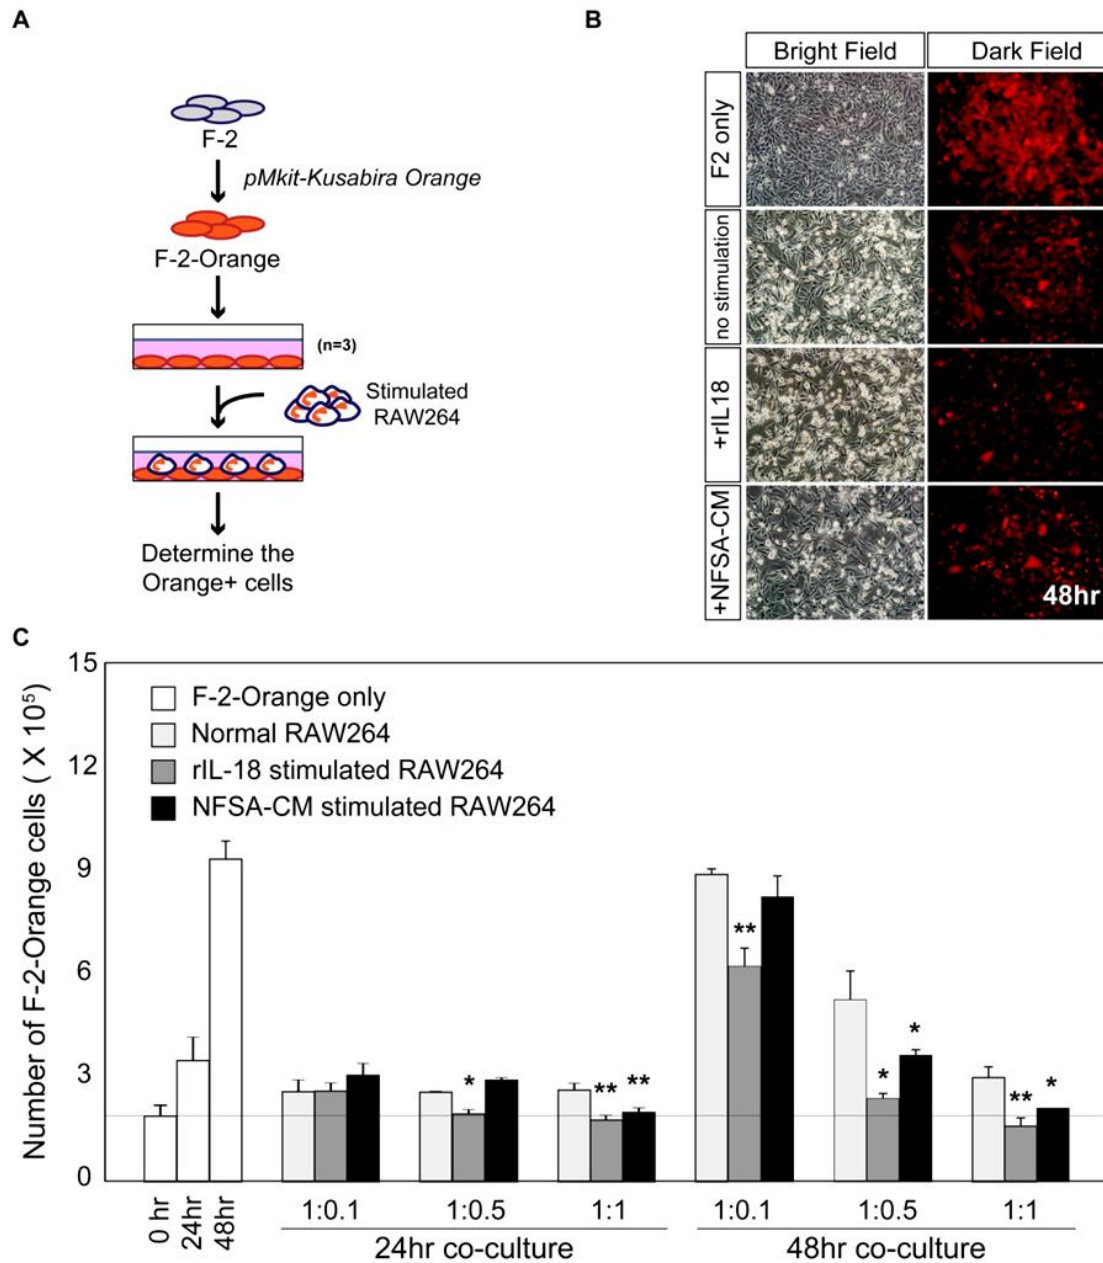 A
F-2
pMkit-Kusabira Orange
F-2-Orange
(n=3)
Stimulated
RAW264
Determine the
Orange+ cells
B
Bright Field
Dark Field
F2 only
no stimulation
+rIL18
+NFSA-CM
48hr
C
Number of F-2-Orange cells ( X 10⁵)
15
12
9
6
3
0
F-2-Orange only
Normal RAW264
rIL-18 stimulated RAW264
NFSA-CM stimulated RAW264
* ** ** ** * * ** *
0 hr
24hr
48hr
1:0.1 1:0.5 1:1
24hr co-culture
1:0.1 1:0.5 1:1
48hr co-culture